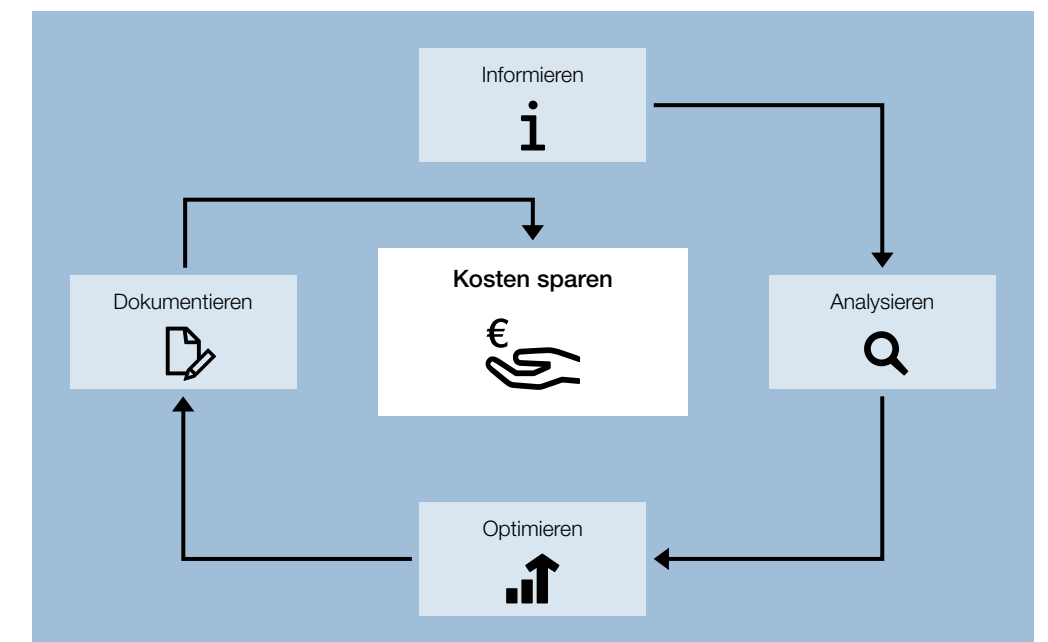 Informieren
Kosten sparen
€
Dokumentieren
Analysieren
Optimieren